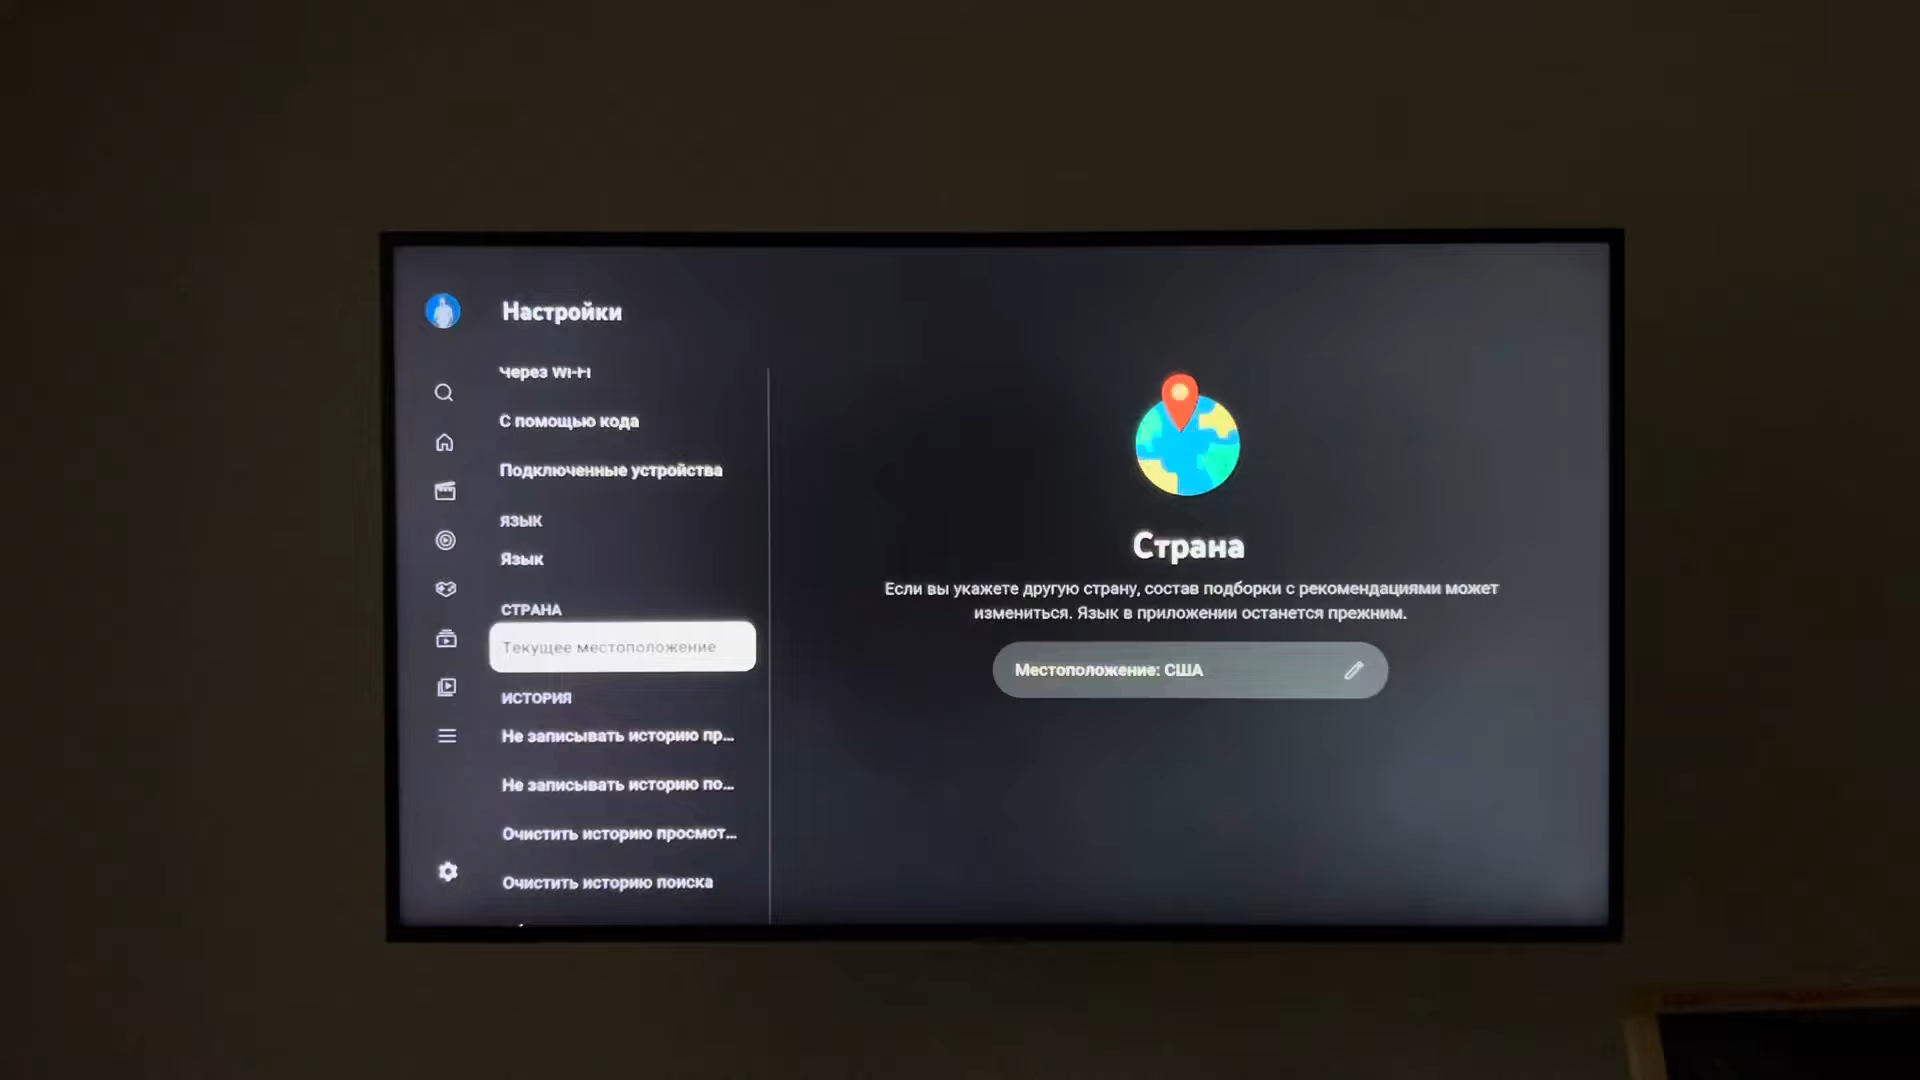 Настройки
через Wi-Fi
С помощью кода
Подключенные устройства
ЯЗЫК
Язык
СТРАНА
Текущее местоположение
ИСТОРИЯ
Не записывать историю пр...
Не записывать историю по...
Очистить историю просмот...
Очистить историю поиска
Страна
Если вы укажете другую страну, состав подборки с рекомендациями может
измениться. Язык в приложении останется прежним.
Местоположение: США